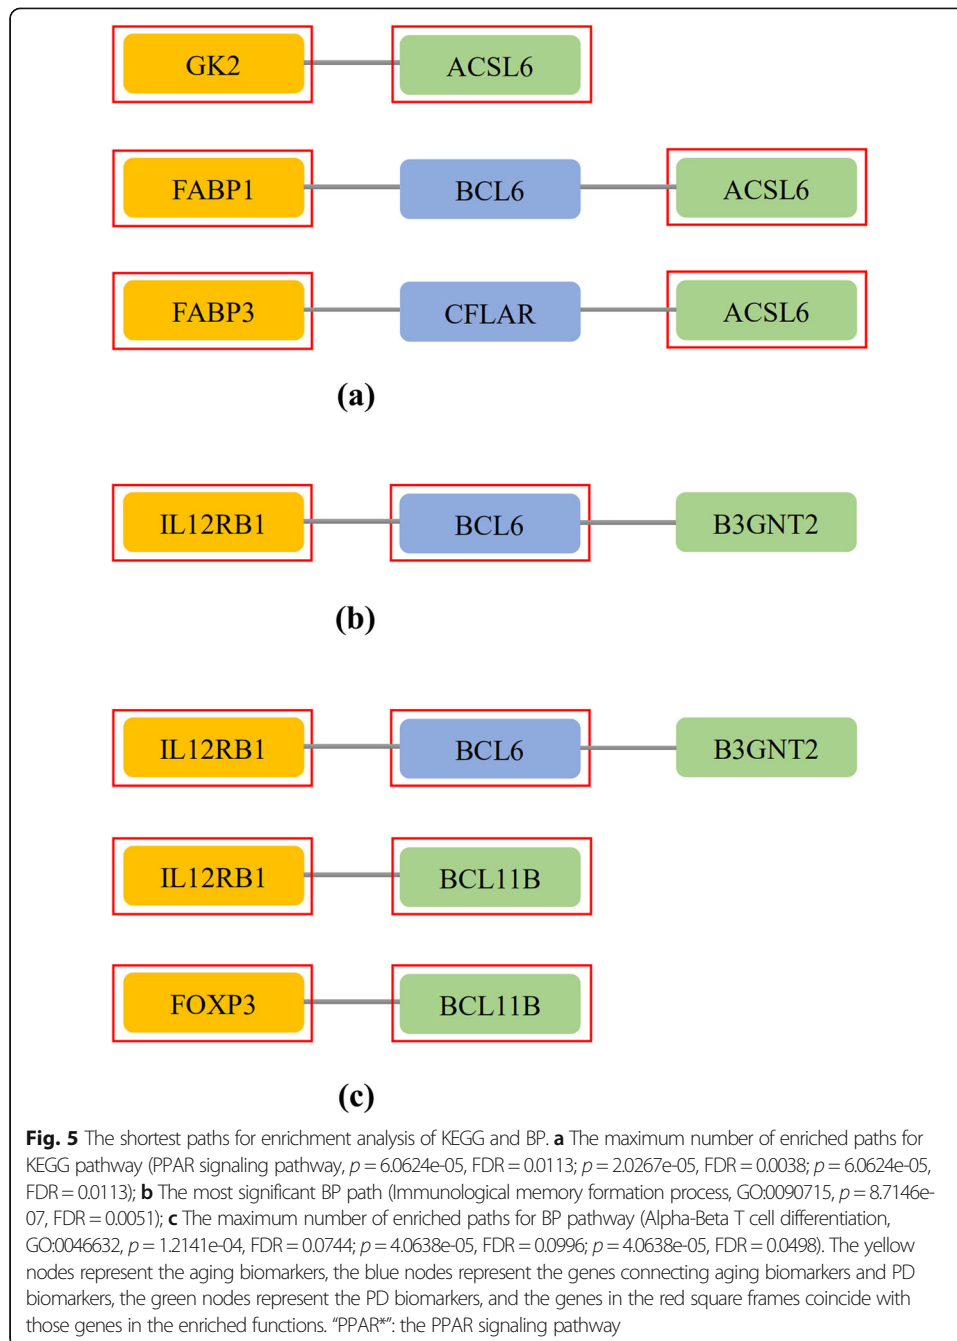 GK2 ACSL6
FABP1 BCL6 ACSL6
FABP3 CFLAR ACSL6
(a)
IL12RB1 BCL6 B3GNT2
(b)
IL12RB1 BCL6 B3GNT2
IL12RB1 BCL11B
FOXP3 BCL11B
(c)
Fig. 5 The shortest paths for enrichment analysis of KEGG and BP. a The maximum number of enriched paths for
KEGG pathway (PPAR signaling pathway, p = 6.0624e-05, FDR = 0.0113; p = 2.0267e-05, FDR = 0.0038; p = 6.0624e-05,
FDR = 0.0113); b The most significant BP path (Immunological memory formation process, GO:0090715, p = 8.7146e-
07, FDR = 0.0051); c The maximum number of enriched paths for BP pathway (Alpha-Beta T cell differentiation,
GO:0046632, p = 1.2141e-04, FDR = 0.0744; p = 4.0638e-05, FDR = 0.0996; p = 4.0638e-05, FDR = 0.0498). The yellow
nodes represent the aging biomarkers, the blue nodes represent the genes connecting aging biomarkers and PD
biomarkers, the green nodes represent the PD biomarkers, and the genes in the red square frames coincide with
those genes in the enriched functions. “PPAR*”: the PPAR signaling pathway